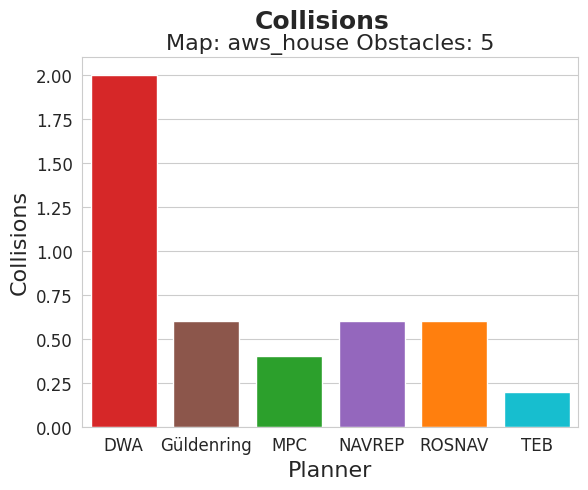 Collisions
Map: aws_house Obstacles: 5
2.00
1.75
1.50
1.25
1.00
0.75
0.50
0.25
0.00
Collisions
DWA Güldenring MPC NAVREP ROSNAV TEB
Planner